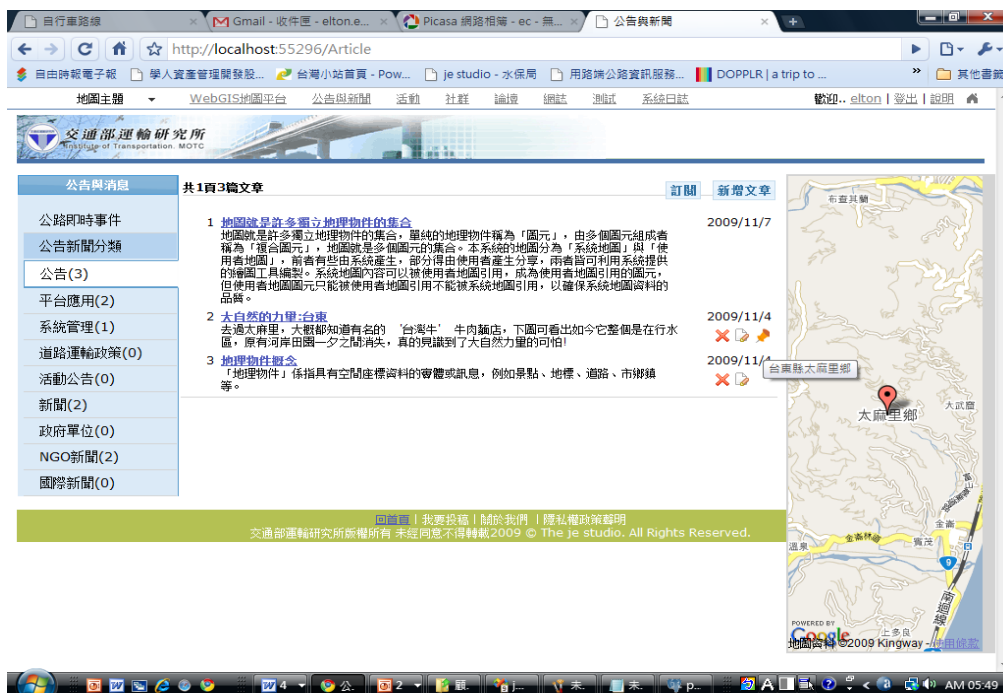 自行車路線
Gmail - 收件匣 - elton.e...
Picasa 網路相簿 - ec - 無...
公告與新聞
http://localhost:55296/Article
自由時報電子報
學人資產管理開發股...
台灣小站首頁 - Pow...
je studio - 水保局
用路端公路資訊服務...
DOPPLR | a trip to ...
»
其他書籤
地圖主題
WebGIS地圖平台
公告與新聞
活動
社群
論壇
網誌
測試
系統日誌
歡迎.. elton | 登出 | 說明
交通部運輸研究所
Institute of Transportation. MOTC
公告與消息
公路即時事件
公告新聞分類
公告(3)
平台應用(2)
系統管理(1)
道路運輸政策(0)
活動公告(0)
新聞(2)
政府單位(0)
NGO新聞(2)
國際新聞(0)
共1頁3篇文章
訂閱
新增文章
1 地圖就是許多獨立地理物件的集合 2009/11/7
地圖就是許多獨立地理物件的集合，單純的地理物件稱為「圖元」，由多個圖元組成者
稱為「複合圖元」，地圖就是多個圖元的集合。本系統的地圖分為「系統地圖」與「使
用者地圖」，前者有些由系統產生，部分得由使用者產生分享，兩者皆可利用系統提供
的繪圖工具編製。系統地圖內容可以被使用者地圖引用，成為使用者地圖引用的圖元，
但使用者地圖圖元只能被使用者地圖引用不能被系統地圖引用，以確保系統地圖資料的
品質。
2 大自然的力量:台東 2009/11/4
去過太麻里，大概都知道有名的 ‘台灣牛’ 牛肉麵店，下圖可看出如今它整個是在行水
區，原有河岸田園一夕之間消失，真的見識到了大自然力量的可怕!
3 地理物件概念 2009/11/4
「地理物件」係指具有空間座標資料的實體或訊息，例如景點、地標、道路、市鄉鎮
等。
台東縣太麻里鄉
布查其蘭
太麻里鄉
大武窟
金崙
賓茂
溫泉
金崙林道
9
南迴線
上多良
POWERED BY
Google
地圖資料 ©2009 Kingway - 使用條款
回首頁 | 我要投稿 | 關於我們 | 隱私權政策聲明
交通部運輸研究所版權所有 未經同意不得轉載2009 © The je studio. All Rights Reserved.
4
公.
2
顧.
j...
未.
未.
p...
A
AM 05:49